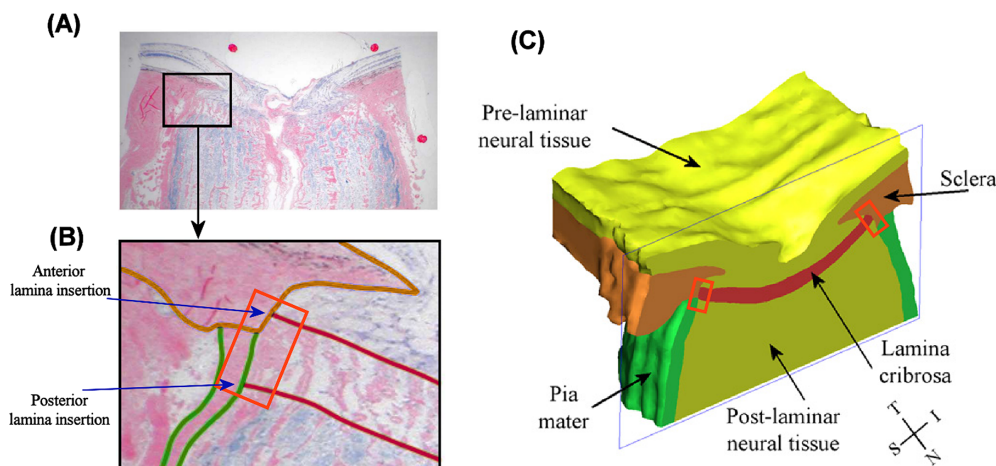 (A)
(B)
Anterior
lamina insertion
Posterior
lamina insertion
(C)
Pre-laminar
neural tissue
Sclera
Lamina
cribrosa
Pia
mater
Post-laminar
neural tissue
T
I
S
N